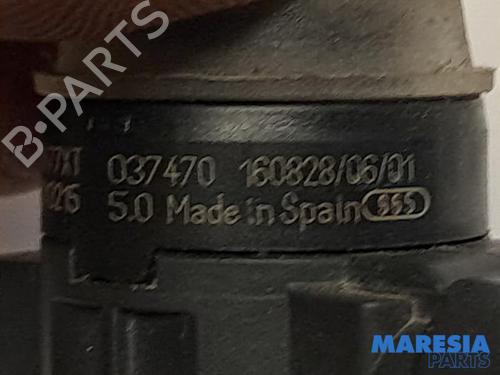 B-PARTS
037470 160828/06/01
5.0 Made in Spain
MARESIA
PARTS